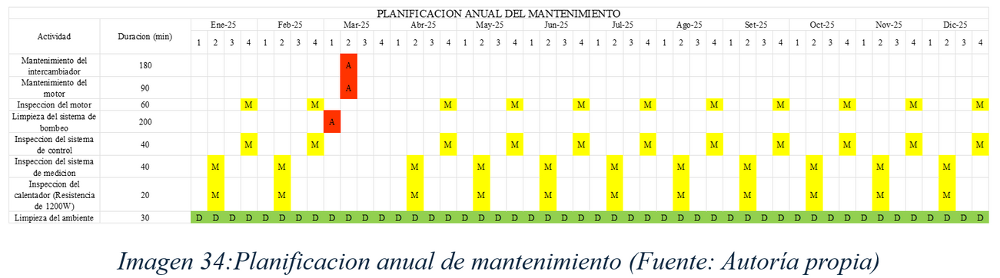 PLANIFICACION ANUAL DEL MANTENIMIENTO
Actividad Duracion (min) Ene-25 Feb-25 Mar-25 Abr-25 May-25 Jun-25 Jul-25 Ago-25 Set-25 Oct-25 Nov-25 Dic-25
1 2 3 4 1 2 3 4 1 2 3 4 1 2 3 4 1 2 3 4 1 2 3 4 1 2 3 4 1 2 3 4 1 2 3 4 1 2 3 4 1 2 3 4 1 2 3 4
Mantenimiento del
intercambiador 180 A
Mantenimiento del
motor 90 A
Inspeccion del motor 60 M M M M M M M M M M M
Limpieza del sistema de
bombeo 200 A
Inspeccion del sistema
de control 40 M M M M M M M M M M M
Inspeccion del sistema
de medicion 40 M M M M M M M M M M M
Inspeccion del
calentador (Resistencia
de 1200W) 20 M M M M M M M M M M M
Limpieza del ambiente 30 D D D D D D D D D D D D D D D D D D D D D D D D D D D D D D D D D D D D D D D D D D D D D D D D
Imagen 34:Planificacion anual de mantenimiento (Fuente: Autoría propia)